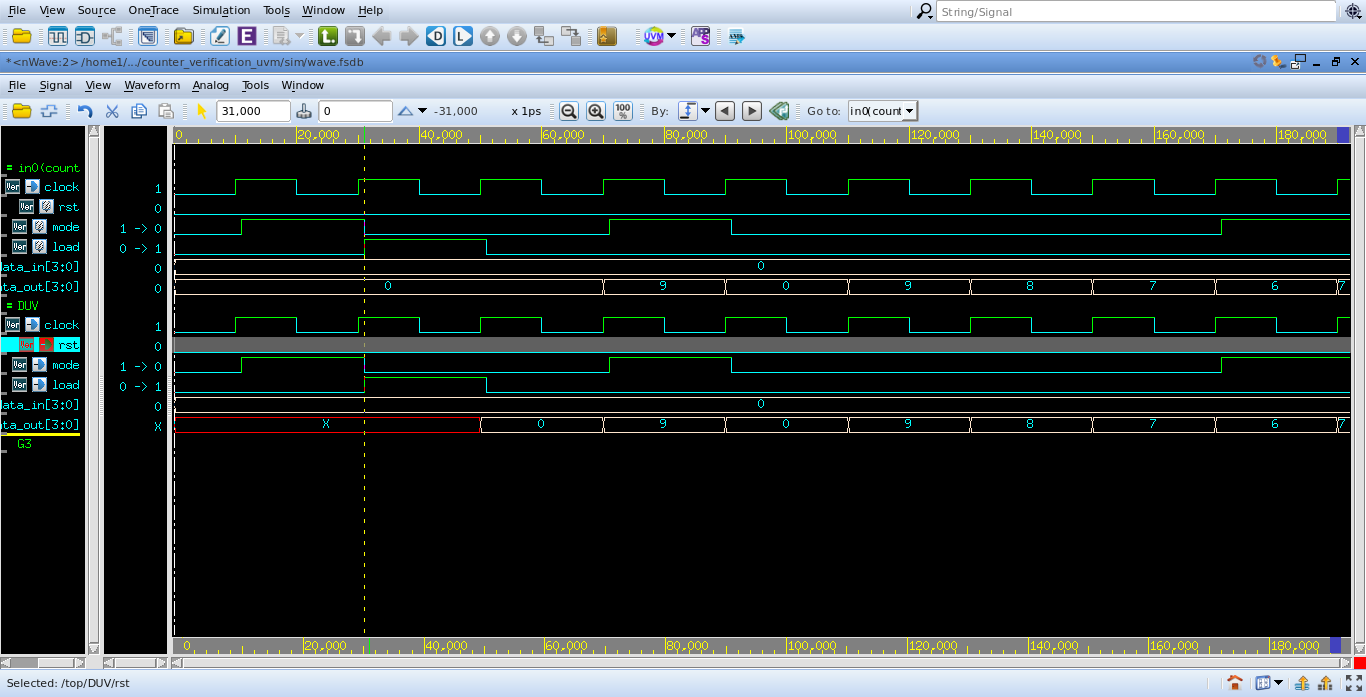 File View Source OneTrace Simulation Tools Window Help String/Signal
*<nWave:2> /home1/.../counter_verification_uvm/sim/wave.fsdb
File Signal View Waveform Analog Tools Window
31,000 0 -31,000 x 1ps 100 % By: Go to: in0(count
0 20,000 40,000 60,000 80,000 100,000 120,000 140,000 160,000 180,000
= in0(count
clock 1
rst 0
mode 1 -> 0
load 0 -> 1
data_in[3:0] 0 0
ta_out[3:0] 0 0 9 0 9 8 7 6 7
= DUV
clock 1
rst 0
mode 1 -> 0
load 0 -> 1
data_in[3:0] 0 0
ta_out[3:0] X X 0 9 0 9 8 7 6 7
G3
0 20,000 40,000 60,000 80,000 100,000 120,000 140,000 160,000 180,000
Selected: /top/DUV/rst